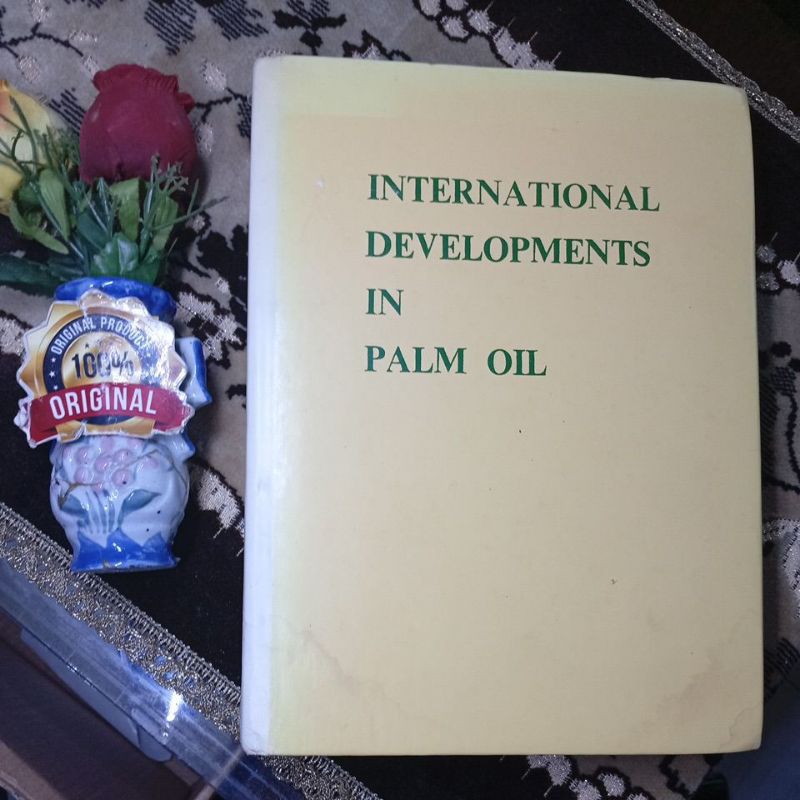 INTERNATIONAL
DEVELOPMENTS
IN
PALM OIL
ORIGINAL PRODUCT
100%
ORIGINAL